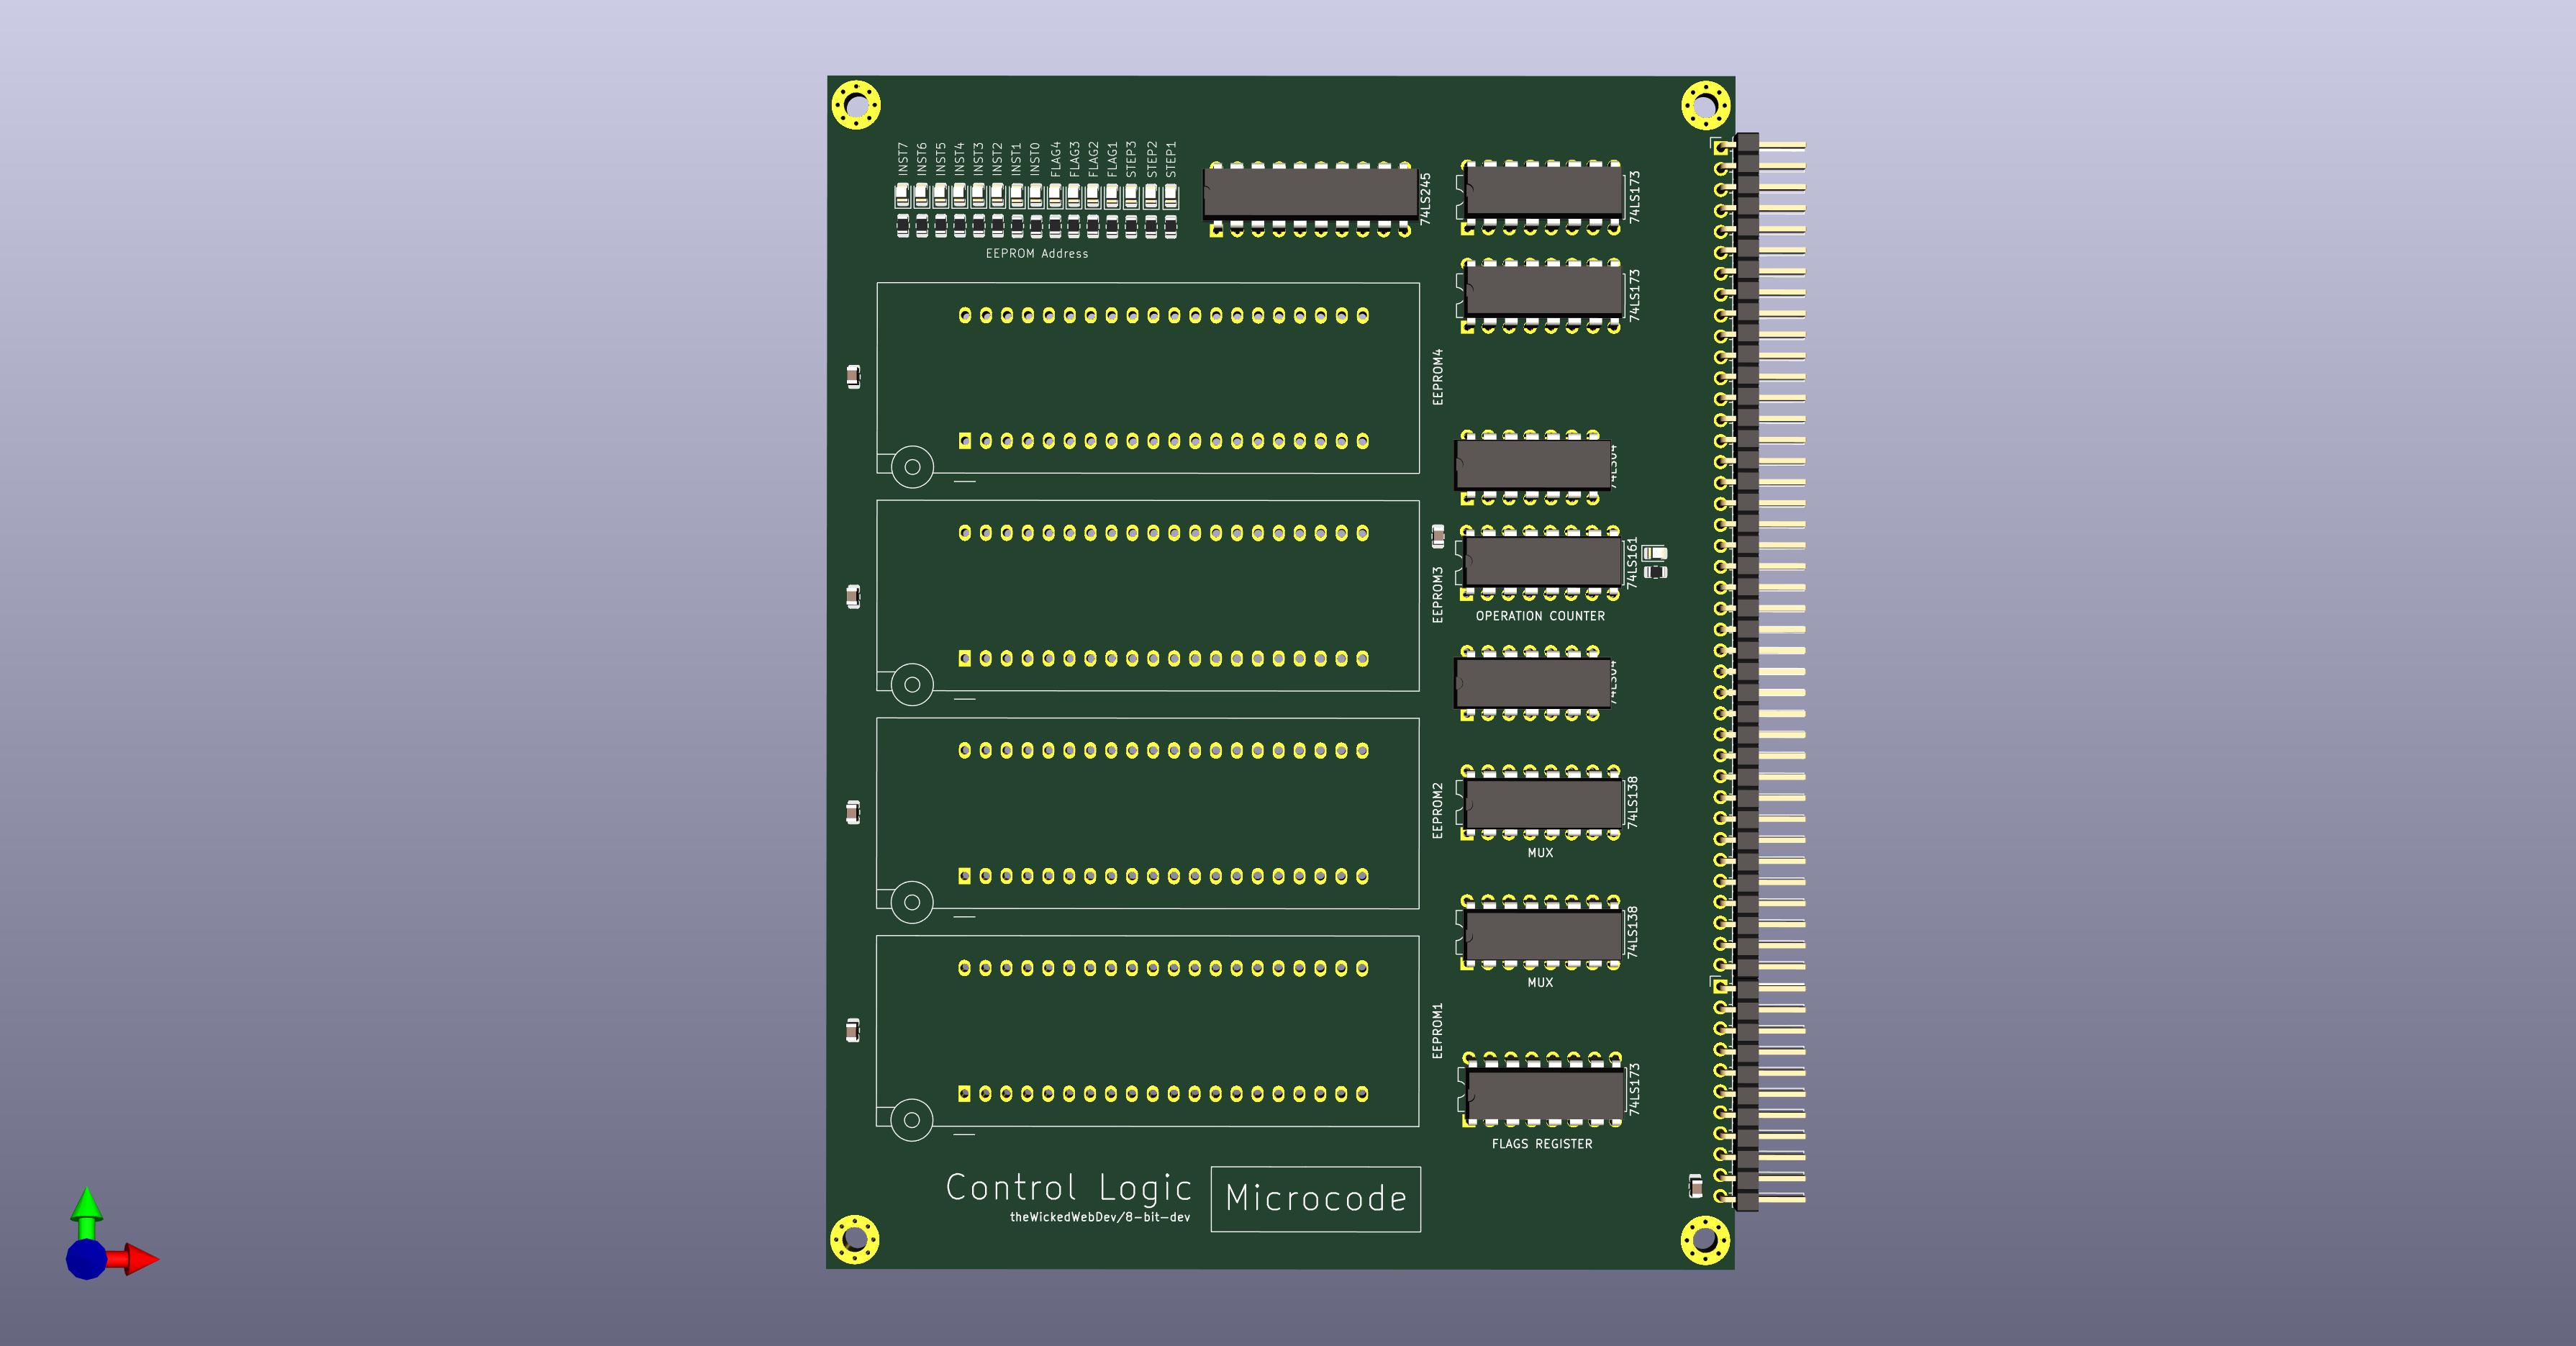 INST7
INST6
INST5
INST4
INST3
INST2
INST1
INST0
FLAG4
FLAG3
FLAG2
FLAG1
STEP3
STEP2
STEP1
EEPROM Address
74LS245
74LS173
74LS173
EEPROM4
EEPROM3
74LS161
OPERATION COUNTER
EEPROM2
74LS138
MUX
74LS138
MUX
EEPROM1
74LS173
FLAGS REGISTER
Control Logic
Microcode
theWickedWebDev/8-bit-dev